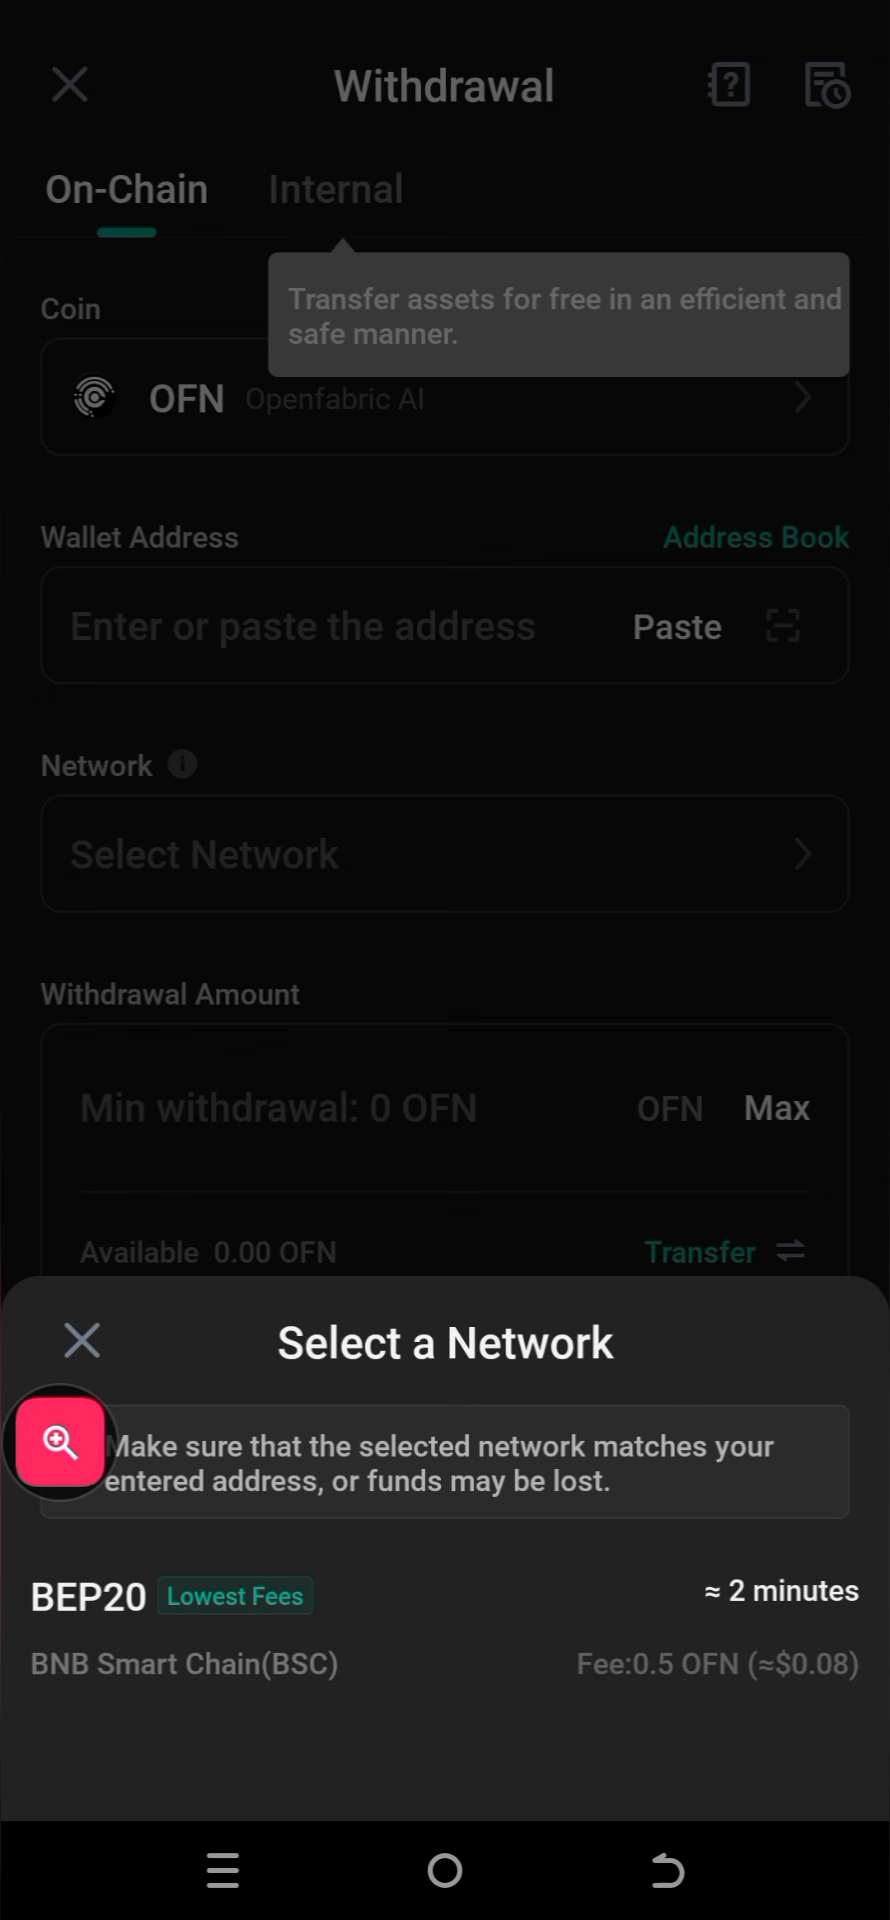 Withdrawal
On-Chain Internal
Transfer assets for free in an efficient and
safe manner.
Coin
OFN Openfabric AI
Wallet Address Address Book
Enter or paste the address Paste
Network
Select Network
Withdrawal Amount
Min withdrawal: 0 OFN OFN Max
Available 0.00 OFN Transfer
Select a Network
Make sure that the selected network matches your
entered address, or funds may be lost.
BEP20 Lowest Fees ≈ 2 minutes
BNB Smart Chain(BSC) Fee:0.5 OFN (≈$0.08)